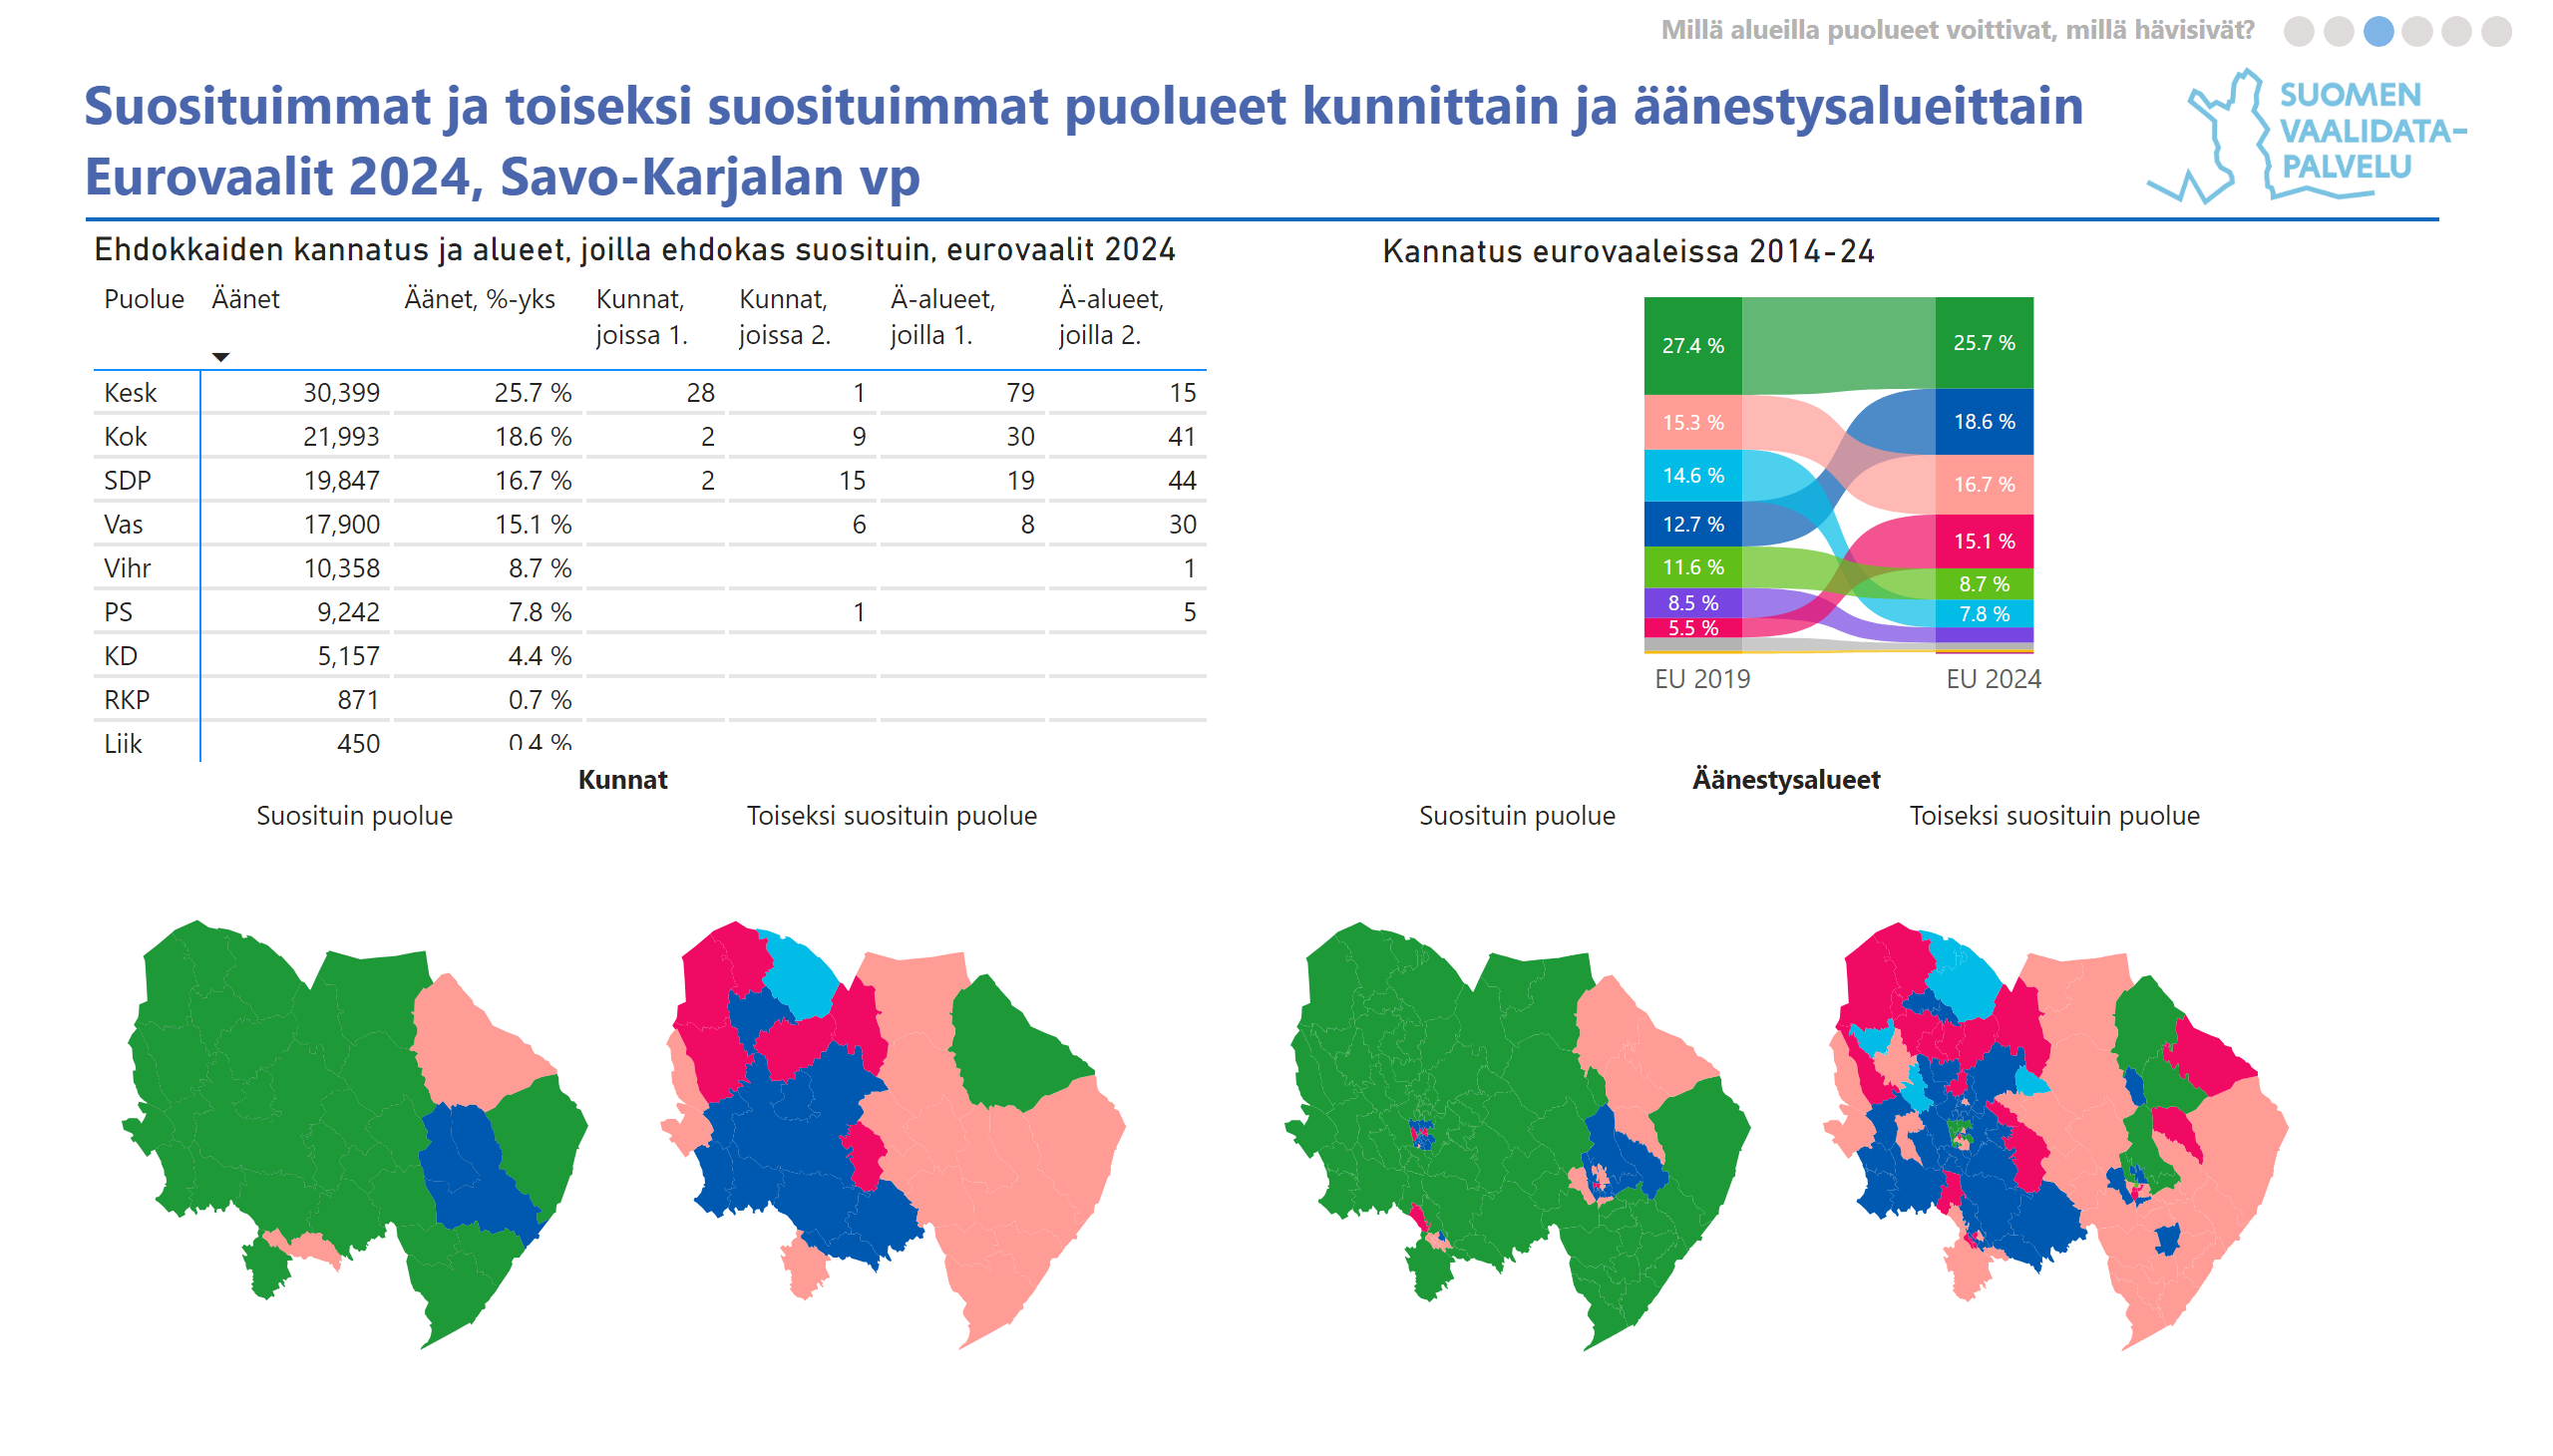 Millä alueilla puolueet voittivat, millä hävisivät?
Suosituimmat ja toiseksi suosituimmat puolueet kunnittain ja äänestysalueittain
Eurovaalit 2024, Savo-Karjalan vp
SUOMEN
VAALIDATA-
PALVELU
Ehdokkaiden kannatus ja alueet, joilla ehdokas suosituin, eurovaalit 2024
Puolue Äänet Äänet, %-yks Kunnat, joissa 1. Kunnat, joissa 2. Ä-alueet, joilla 1. Ä-alueet, joilla 2.
Kesk 30,399 25.7 % 28 1 79 15
Kok 21,993 18.6 % 2 9 30 41
SDP 19,847 16.7 % 2 15 19 44
Vas 17,900 15.1 % 6 8 30
Vihr 10,358 8.7 % 1
PS 9,242 7.8 % 1 5
KD 5,157 4.4 %
RKP 871 0.7 %
Liik 450 0.4 %
Kannatus eurovaaleissa 2014-24
27.4 % 25.7 %
15.3 % 18.6 %
14.6 % 16.7 %
12.7 % 15.1 %
11.6 % 8.7 %
8.5 % 7.8 %
5.5 %
EU 2019 EU 2024
Kunnat
Suosituin puolue Toiseksi suosituin puolue
Äänestysalueet
Suosituin puolue Toiseksi suosituin puolue